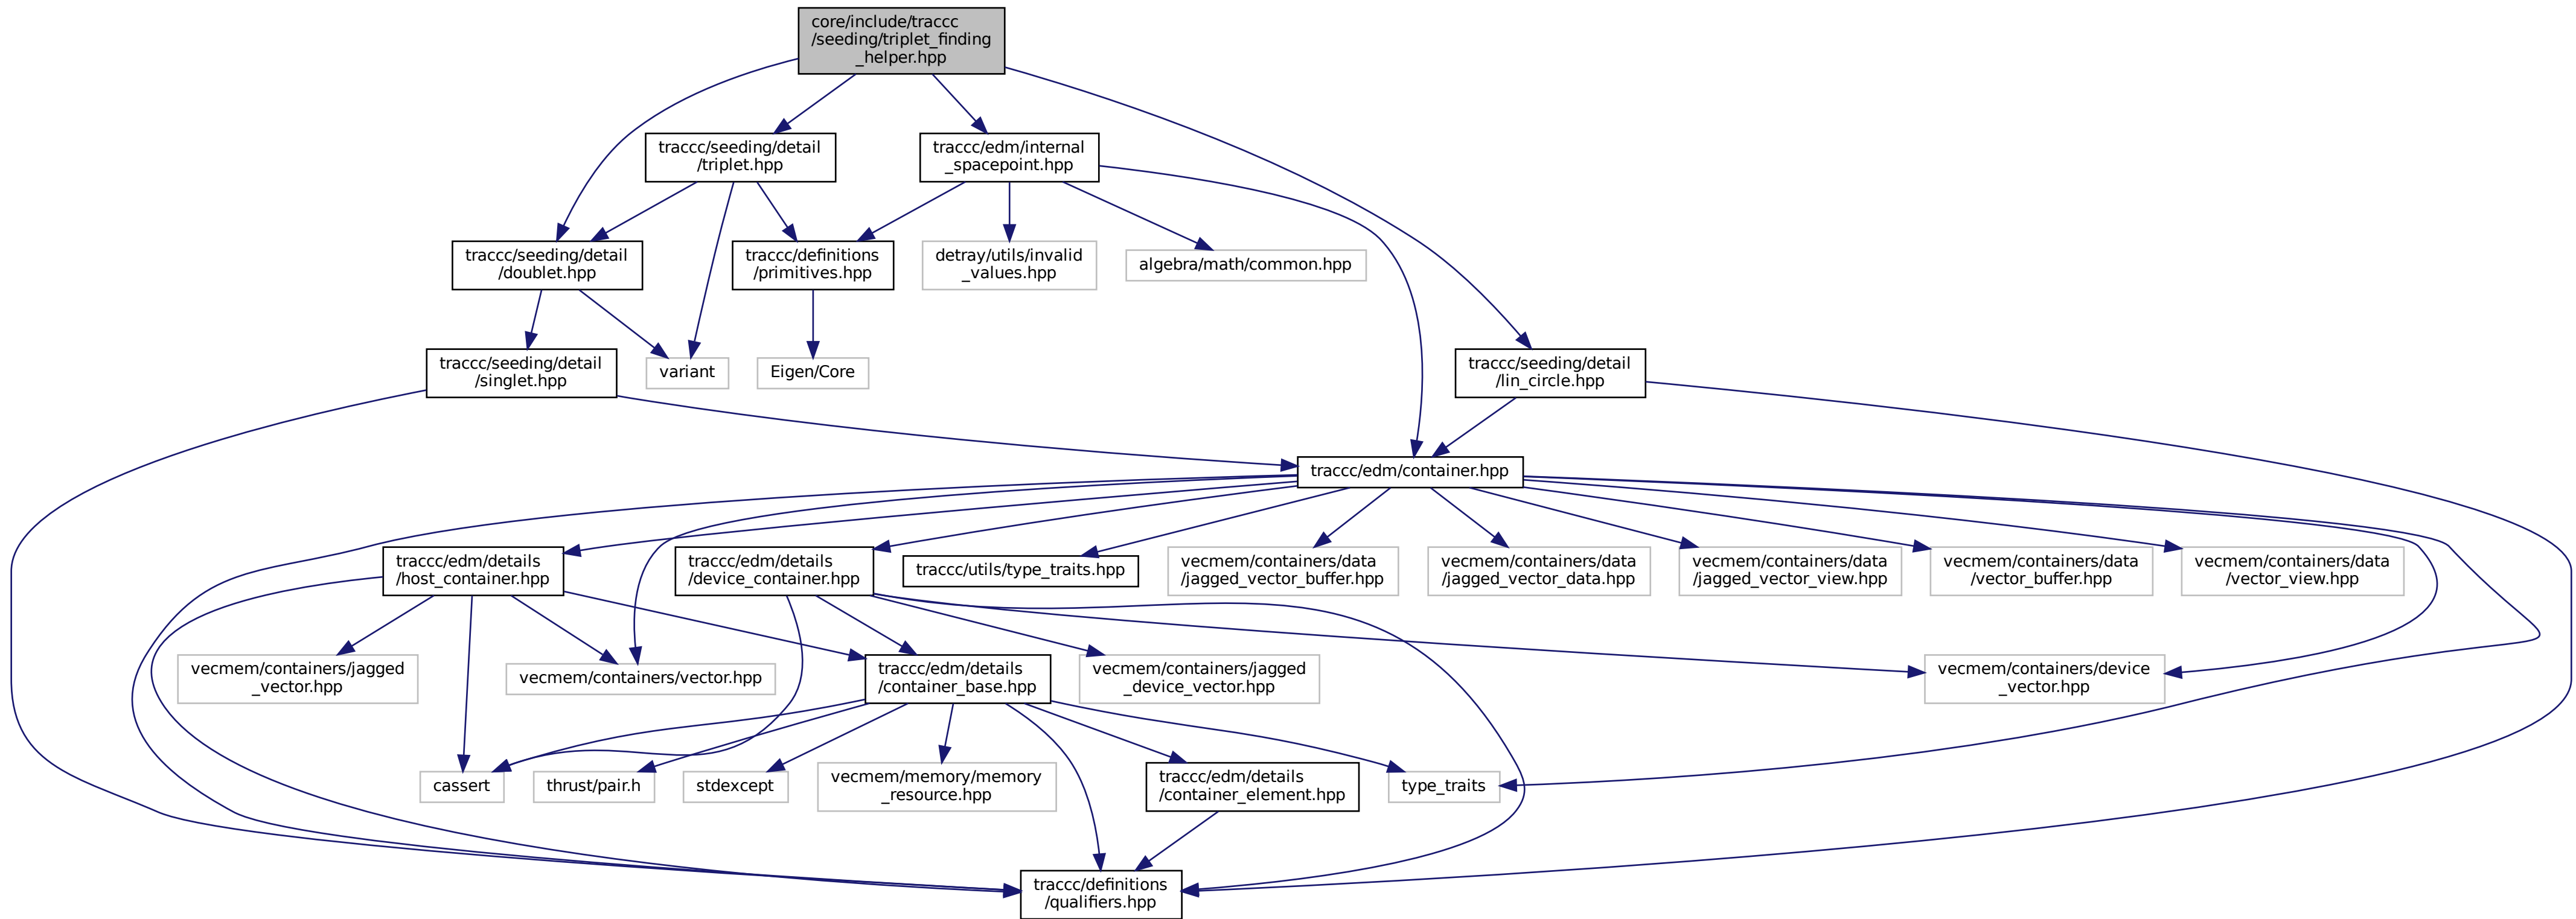 core/include/traccc
/seeding/triplet_finding
_helper.hpp
traccc/seeding/detail
/triplet.hpp
traccc/edm/internal
_spacepoint.hpp
traccc/seeding/detail
/doublet.hpp
traccc/definitions
/primitives.hpp
detray/utils/invalid
_values.hpp
algebra/math/common.hpp
traccc/seeding/detail
/singlet.hpp
variant
Eigen/Core
traccc/seeding/detail
/lin_circle.hpp
traccc/edm/container.hpp
traccc/edm/details
/host_container.hpp
traccc/edm/details
/device_container.hpp
traccc/utils/type_traits.hpp
vecmem/containers/data
/jagged_vector_buffer.hpp
vecmem/containers/data
/jagged_vector_data.hpp
vecmem/containers/data
/jagged_vector_view.hpp
vecmem/containers/data
/vector_buffer.hpp
vecmem/containers/data
/vector_view.hpp
vecmem/containers/jagged
_vector.hpp
vecmem/containers/vector.hpp
traccc/edm/details
/container_base.hpp
vecmem/containers/jagged
_device_vector.hpp
vecmem/containers/device
_vector.hpp
cassert
thrust/pair.h
stdexcept
vecmem/memory/memory
_resource.hpp
traccc/edm/details
/container_element.hpp
type_traits
traccc/definitions
/qualifiers.hpp